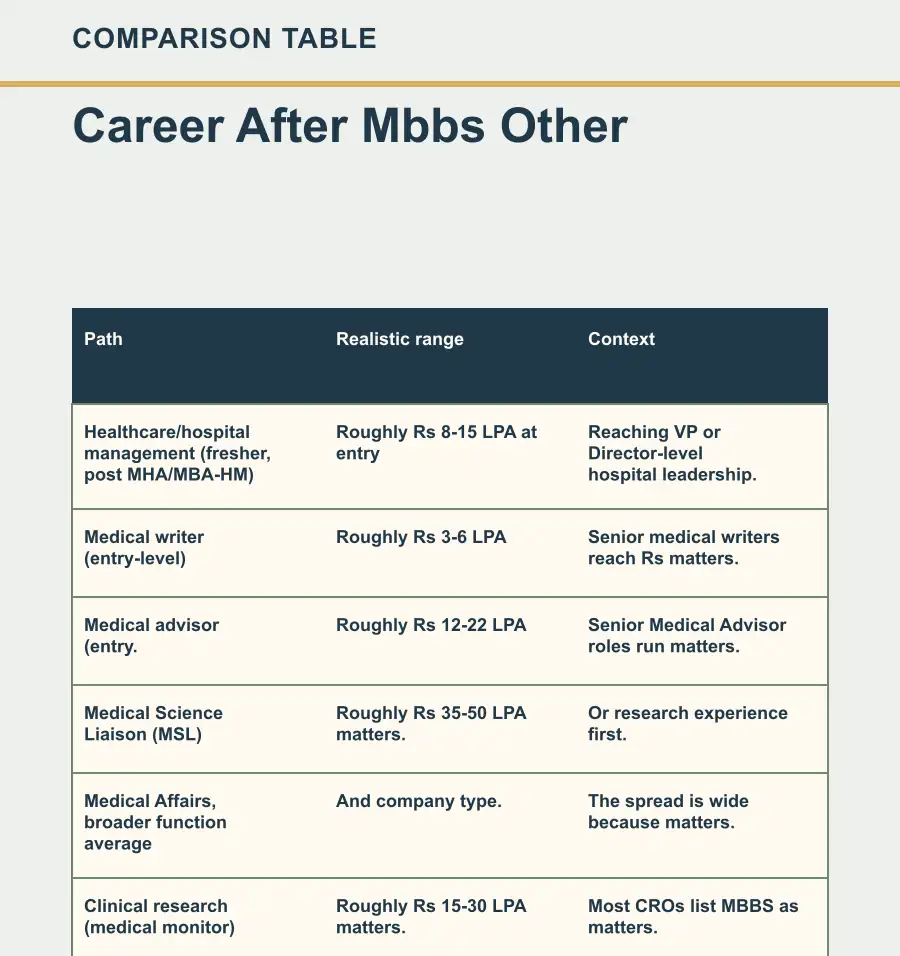 COMPARISON TABLE
Career After Mbbs Other
Path
Realistic range
Context
Healthcare/hospital
management (fresher,
post MHA/MBA-HM)
Roughly Rs 8-15 LPA at
entry
Reaching VP or
Director-level
hospital leadership.
Medical writer
(entry-level)
Roughly Rs 3-6 LPA
Senior medical writers
reach Rs matters.
Medical advisor
(entry.
Roughly Rs 12-22 LPA
Senior Medical Advisor
roles run matters.
Medical Science
Liaison (MSL)
Roughly Rs 35-50 LPA
matters.
Or research experience
first.
Medical Affairs,
broader function
average
And company type.
The spread is wide
because matters.
Clinical research
(medical monitor)
Roughly Rs 15-30 LPA
matters.
Most CROs list MBBS as
matters.